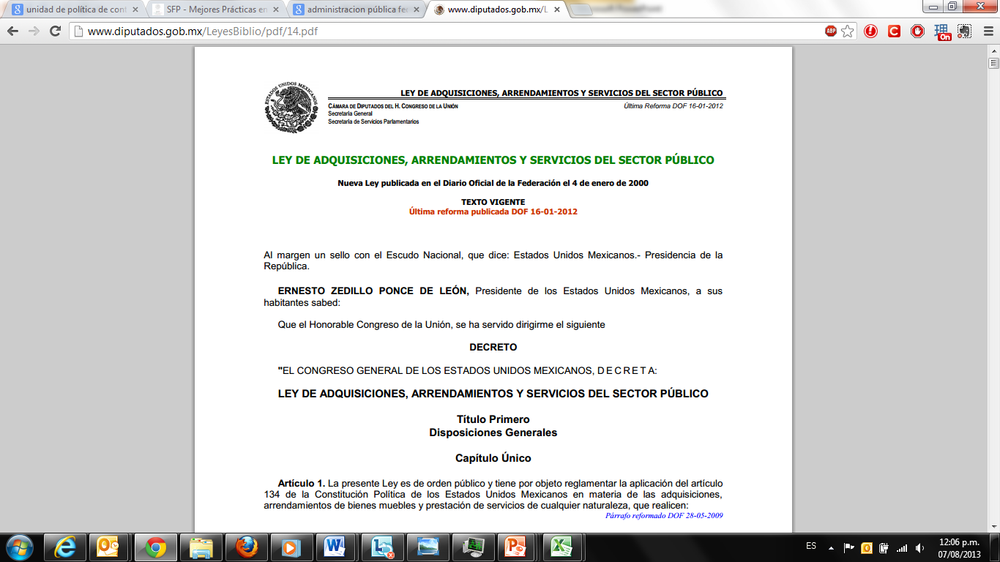 unidad de política de cont
SFP - Mejores Prácticas en
administracion pública fe
www.diputados.gob.mx/L
www.diputados.gob.mx/LeyesBiblio/pdf/14.pdf
ABP
On
ESTADOS UNIDOS MEXICANOS
LEY DE ADQUISICIONES, ARRENDAMIENTOS Y SERVICIOS DEL SECTOR PÚBLICO
CÁMARA DE DIPUTADOS DEL H. CONGRESO DE LA UNIÓN
Última Reforma DOF 16-01-2012
Secretaría General
Secretaría de Servicios Parlamentarios
LEY DE ADQUISICIONES, ARRENDAMIENTOS Y SERVICIOS DEL SECTOR PÚBLICO
Nueva Ley publicada en el Diario Oficial de la Federación el 4 de enero de 2000
TEXTO VIGENTE
Última reforma publicada DOF 16-01-2012
Al margen un sello con el Escudo Nacional, que dice: Estados Unidos Mexicanos.- Presidencia de la
República.
ERNESTO ZEDILLO PONCE DE LEÓN, Presidente de los Estados Unidos Mexicanos, a sus
habitantes sabed:
Que el Honorable Congreso de la Unión, se ha servido dirigirme el siguiente
DECRETO
"EL CONGRESO GENERAL DE LOS ESTADOS UNIDOS MEXICANOS, D E C R E T A:
LEY DE ADQUISICIONES, ARRENDAMIENTOS Y SERVICIOS DEL SECTOR PÚBLICO
Título Primero
Disposiciones Generales
Capítulo Único
Artículo 1. La presente Ley es de orden público y tiene por objeto reglamentar la aplicación del artículo
134 de la Constitución Política de los Estados Unidos Mexicanos en materia de las adquisiciones,
arrendamientos de bienes muebles y prestación de servicios de cualquier naturaleza, que realicen:
Párrafo reformado DOF 28-05-2009
ES
12:06 p.m.
07/08/2013